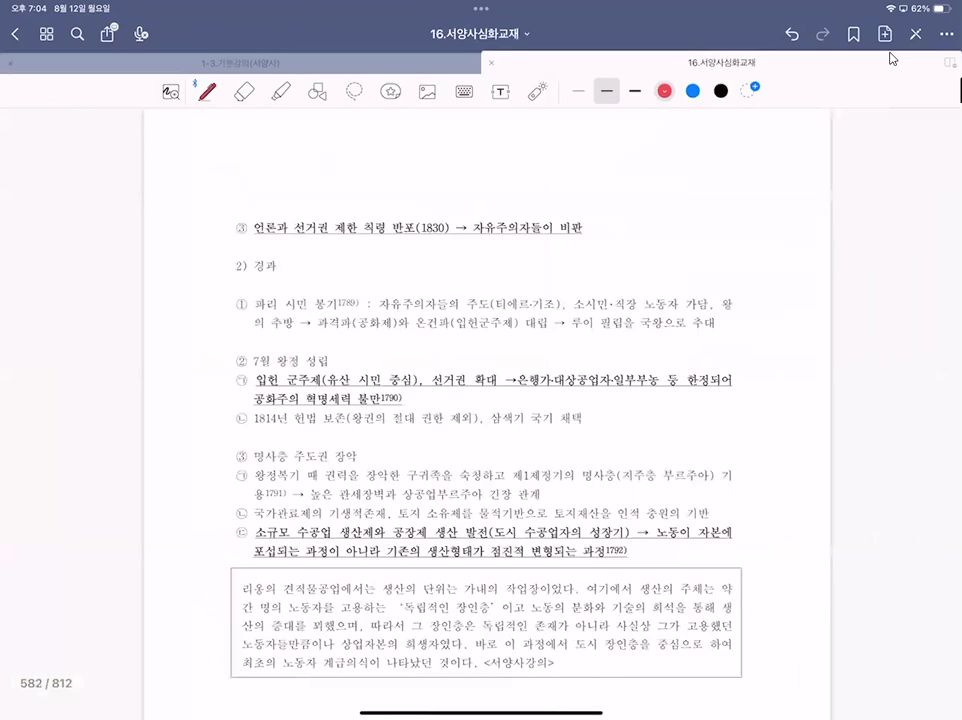 오후 7:04 8월 12일 월요일
62%
16.서양사심화교재
1-3.기본강의(서양사)
16.서양사심화교재
③ 언론과 선거권 제한 칙령 반포(1830) → 자유주의자들이 비판
2) 경과
① 파리 시민 봉기1789) : 자유주의자들의 주도(티에르·기조), 소시민·직장 노동자 가담, 왕
의 추방 → 과격파(공화제)와 온건파(입헌군주제) 대립 → 루이 필립을 국왕으로 추대
② 7월 왕정 성립
㉠ 입헌 군주제(유산 시민 중심), 선거권 확대 →은행가·대상공업자·일부부농 등 한정되어
공화주의 혁명세력 불만1790)
㉡ 1814년 헌법 보존(왕권의 절대 권한 제외), 삼색기 국기 채택
③ 명사층 주도권 장악
㉠ 왕정복기 때 권력을 장악한 구귀족을 숙청하고 제1제정기의 명사층(지주층 부르주아) 기
용1791) → 높은 관세장벽과 상공업부르주아 긴장 관계
㉡ 국가관료제의 기생적존재, 토지 소유제를 물적기반으로 토지재산을 인적 충원의 기반
㉢ 소규모 수공업 생산제와 공장제 생산 발전(도시 수공업자의 성장기) → 노동이 자본에
포섭되는 과정이 아니라 기존의 생산형태가 점진적 변형되는 과정1792)
리옹의 견직물공업에서는 생산의 단위는 가내의 작업장이었다. 여기에서 생산의 주체는 약
간 명의 노동자를 고용하는 '독립적인 장인층' 이고 노동의 분화와 기술의 희석을 통해 생
산의 증대를 꾀했으며, 따라서 그 장인층은 독립적인 존재가 아니라 사실상 그가 고용했던
노동자들만큼이나 상업자본의 희생자였다. 바로 이 과정에서 도시 장인층을 중심으로 하여
최초의 노동자 계급의식이 나타났던 것이다. <서양사강의>
582 / 812